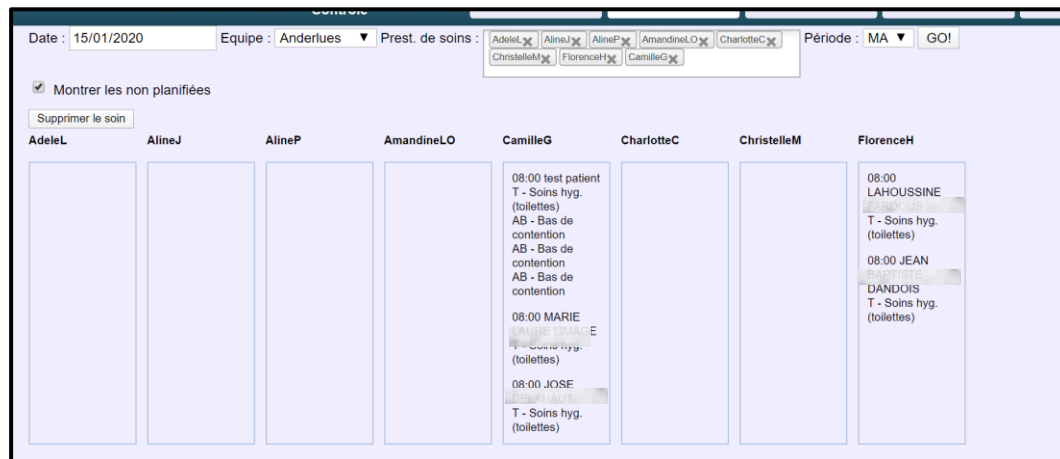 Date : 15/01/2020 Equipe : Anderlues ▼ Prest. de soins : AdeleL AlineJ AlineP AmandineLO CharlotteC Période : MA ▼ GO!
ChristelleM FlorenceH CamilleG
Montrer les non planifiées
Supprimer le soin
AdeleL AlineJ AlineP AmandineLO CamilleG CharlotteC ChristelleM FlorenceH
08:00 test patient
T - Soins hyg.
(toilettes)
AB - Bas de
contention
AB - Bas de
contention
AB - Bas de
contention
08:00 MARIE
T - Soins hyg.
(toilettes)
08:00 JOSE
T - Soins hyg.
(toilettes)
08:00
LAHOUSSINE
T - Soins hyg.
(toilettes)
08:00 JEAN
DANDOIS
T - Soins hyg.
(toilettes)